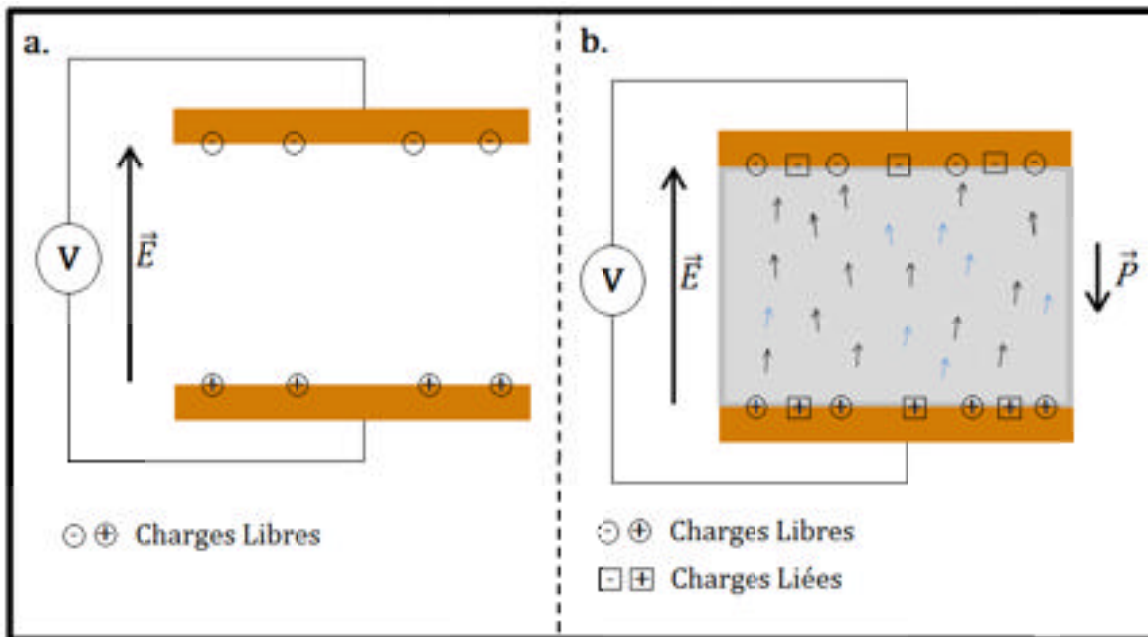 a.
V
E⃗
- - - -
+ + + +
⊖ ⊕ Charges Libres
b.
- - - - - - -
V
E⃗
P⃗
+ + + + + + +
⊖ ⊕ Charges Libres
⊟ ⊞ Charges Liées